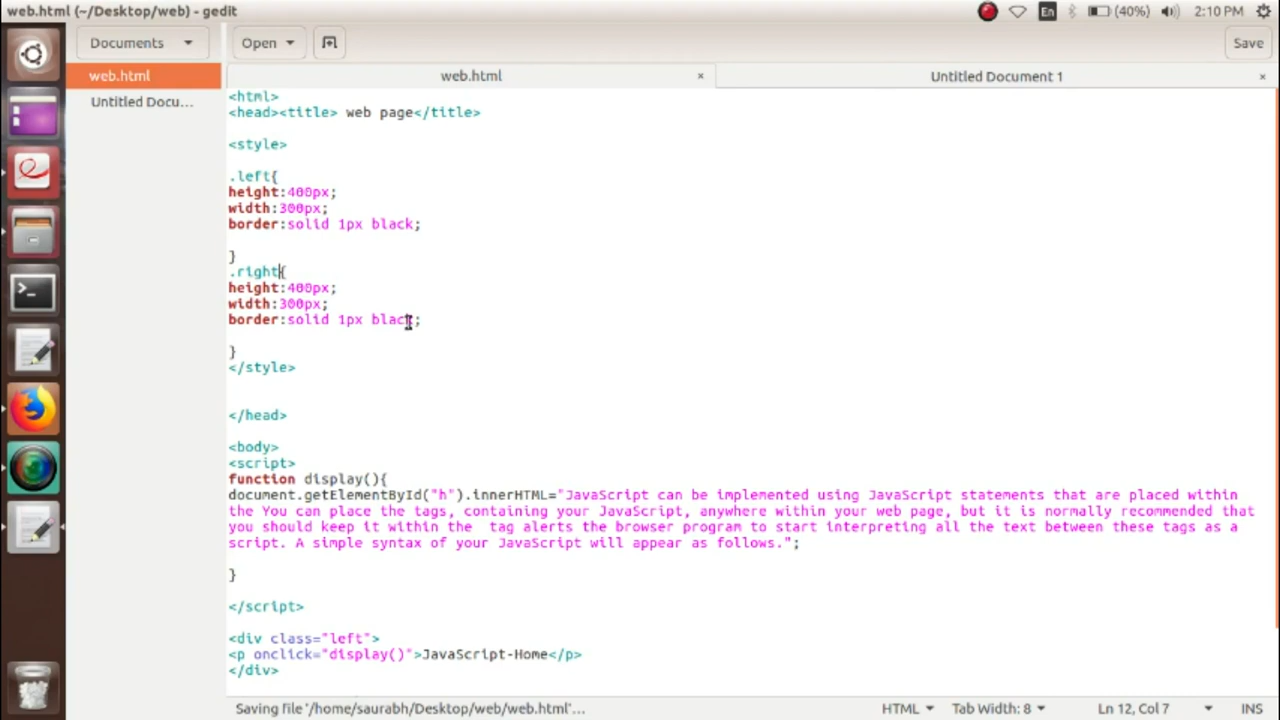 web.html (~/Desktop/web) - gedit
En
(40%)
2:10 PM
Documents
Open
Save
web.html
Untitled Docu...
web.html ×
Untitled Document 1 ×
<html>
<head><title> web page</title>
<style>
.left{
height:400px;
width:300px;
border:solid 1px black;
}
.right{
height:400px;
width:300px;
border:solid 1px black;
}
</style>
</head>
<body>
<script>
function display(){
document.getElementById("h").innerHTML="JavaScript can be implemented using JavaScript statements that are placed within
the You can place the tags, containing your JavaScript, anywhere within your web page, but it is normally recommended that
you should keep it within the  tag alerts the browser program to start interpreting all the text between these tags as a
script. A simple syntax of your JavaScript will appear as follows.";
}
</script>
<div class="left">
<p onclick="display()">JavaScript-Home</p>
</div>
Saving file '/home/saurabh/Desktop/web/web.html'...
HTML
Tab Width: 8
Ln 12, Col 7
INS